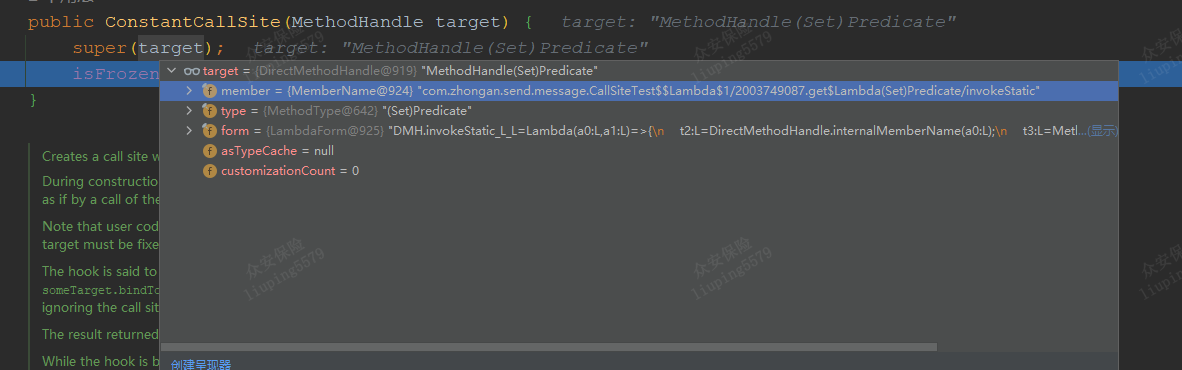 public ConstantCallSite(MethodHandle target) { target: "MethodHandle(Set)Predicate"
super(target); target: "MethodHandle(Set)Predicate"
isFrozen
}
target = {DirectMethodHandle@919} "MethodHandle(Set)Predicate"
member = {MemberName@924} "com.zhongan.send.message.CallSiteTest$$Lambda$1/2003749087.get$Lambda(Set)Predicate/invokeStatic"
type = {MethodType@642} "(Set)Predicate"
form = {LambdaForm@925} "DMH.invokeStatic_L_L=Lambda(a0:L,a1:L)=>{\n t2:L=DirectMethodHandle.internalMemberName(a0:L);\n t3:L=Metl...(显示)
asTypeCache = null
customizationCount = 0
Creates a call site w
During constructio
as if by a call of the
Note that user cod
target must be fixe
The hook is said to
someTarget.bindTo
ignoring the call sit
The result returned
While the hook is b
创建呈现器
众安保险
liuping5579
众安保险
liuping5579
众安保险
liuping5579
众安保险
liuping5579